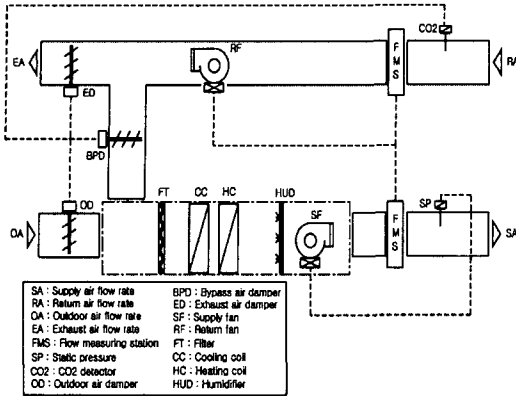 CO2
RF
EA
FMS
RA
ED
BPD
FT
CC
HC
HUD
OD
SF
SP
OA
FMS
SA
SA : Supply air flow rate
RA : Return air flow rate
OA : Outdoor air flow rate
EA : Exhaust air flow rate
FMS : Flow measuring station
SP : Static pressure
CO2 : CO2 detector
OD : Outdoor air damper
BPD : Bypass air damper
ED : Exhaust air damper
SF : Supply fan
RF : Return fan
FT : Filter
CC : Cooling coil
HC : Heating coil
HUD : Humidifier